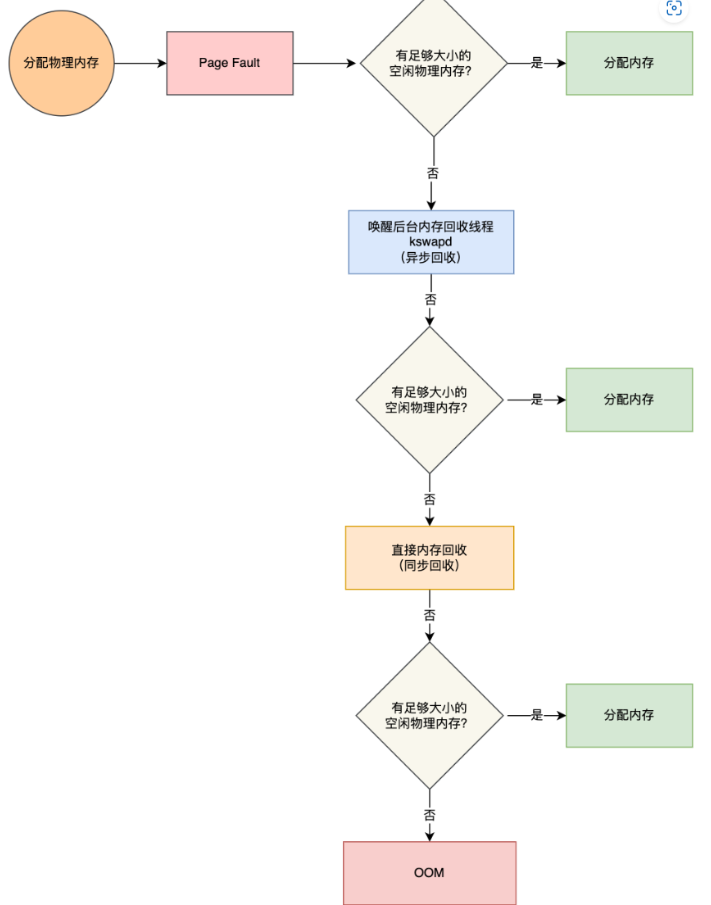 分配物理内存
Page Fault
有足够大小的
空闲物理内存?
是
分配内存
否
唤醒后台内存回收线程
kswapd
（异步回收）
否
有足够大小的
空闲物理内存?
是
分配内存
否
直接内存回收
（同步回收）
否
有足够大小的
空闲物理内存?
是
分配内存
否
OOM